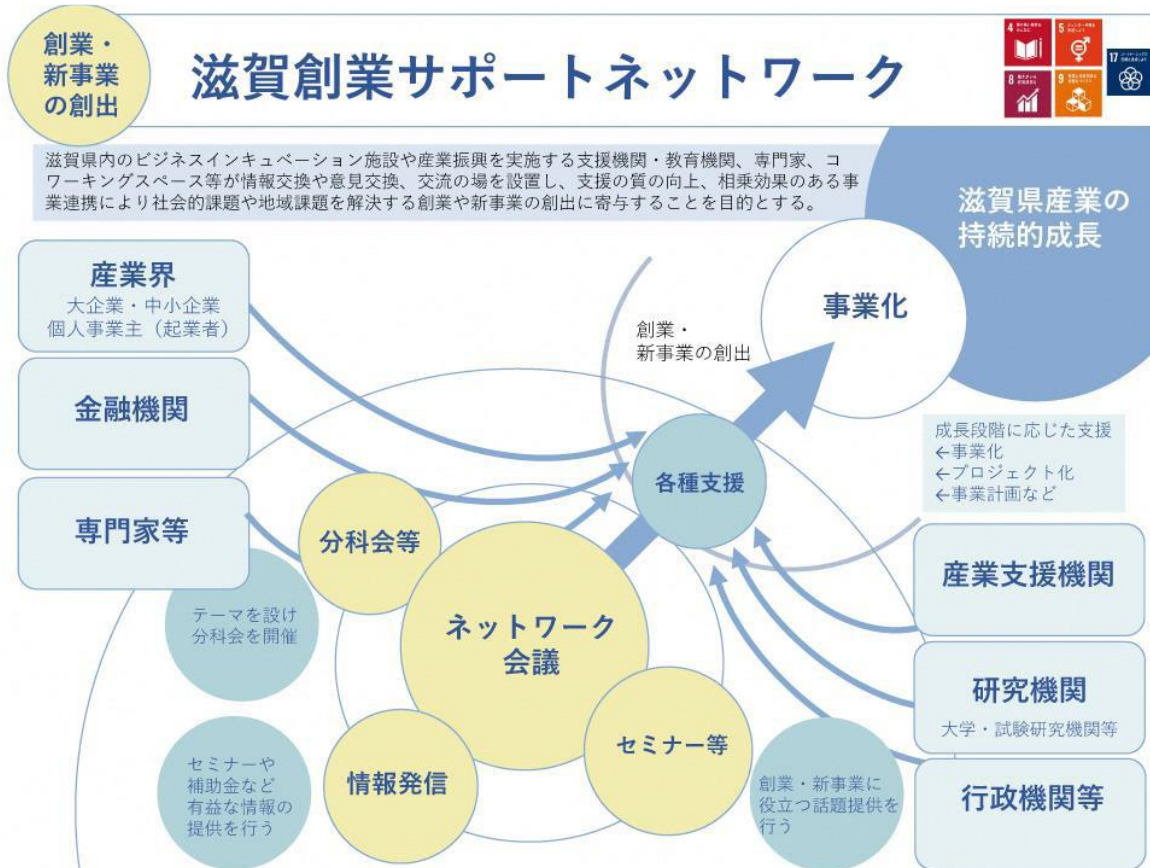 創業・
新事業
の創出
滋賀創業サポートネットワーク
4
5
17
8
9
滋賀県内のビジネスインキュベーション施設や産業振興を実施する支援機関・教育機関、専門家、コ
ワーキングスペース等が情報交換や意見交換、交流の場を設置し、支援の質の向上、相乗効果のある事
業連携により社会的課題や地域課題を解決する創業や新事業の創出に寄与することを目的とする。
滋賀県産業の
持続的成長
産業界
大企業・中小企業
個人事業主（起業者）
金融機関
専門家等
事業化
創業・
新事業の創出
各種支援
成長段階に応じた支援
←事業化
←プロジェクト化
←事業計画など
分科会等
テーマを設け
分科会を開催
ネットワーク
会議
セミナー等
情報発信
セミナーや
補助金など
有益な情報の
提供を行う
創業・新事業に
役立つ話題提供を
行う
産業支援機関
研究機関
大学・試験研究機関等
行政機関等